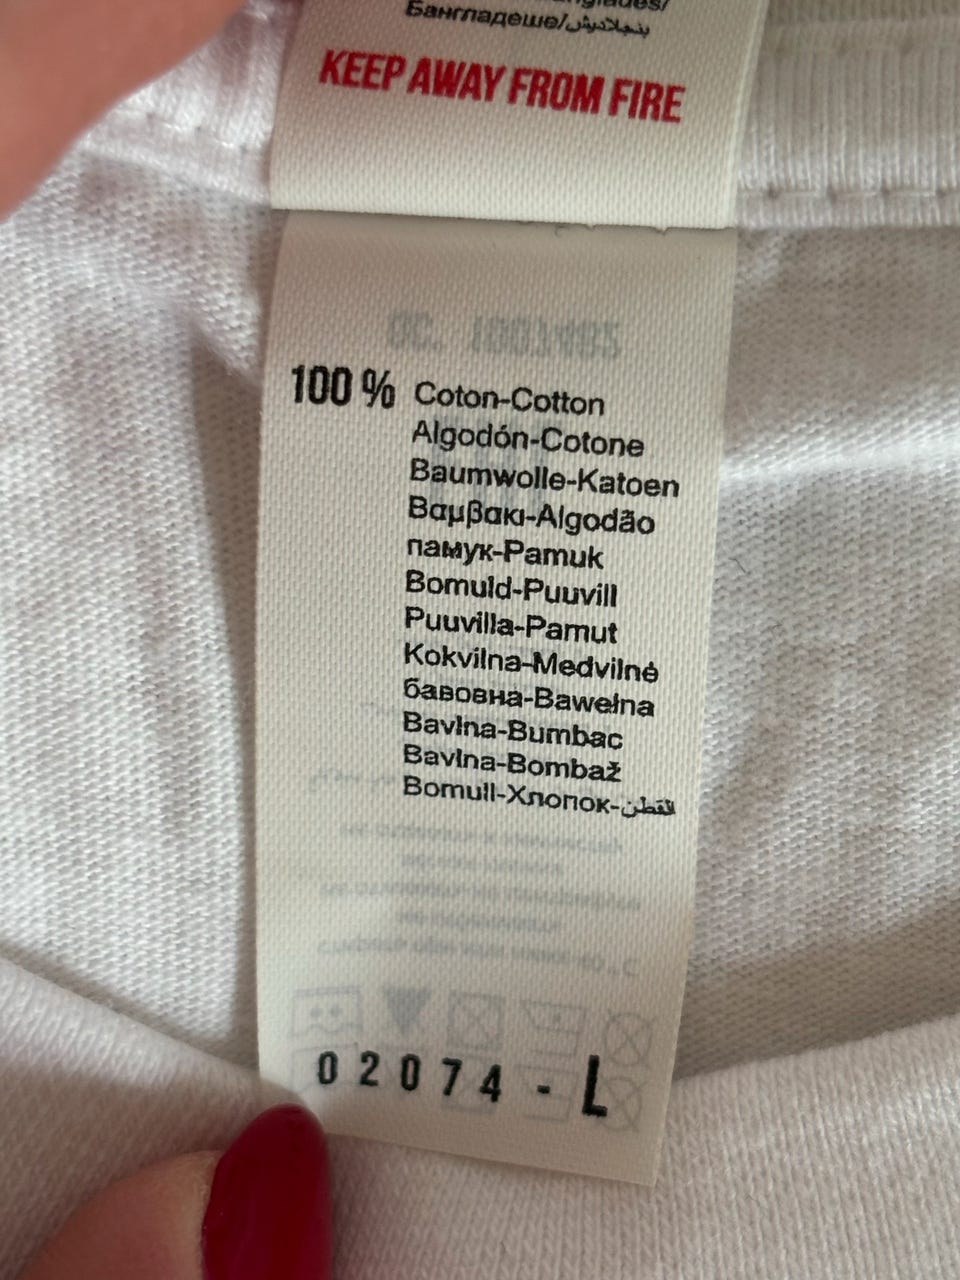 Бангладеше/بنجلاديش
KEEP AWAY FROM FIRE
100 % Coton-Cotton
Algodón-Cotone
Baumwolle-Katoen
Βαμβακι-Algodão
памук-Pamuk
Bomuld-Puuvill
Puuvilla-Pamut
Kokvilna-Medvilnė
бавовна-Bawełna
Bavlna-Bumbac
Bavlna-Bombaž
Bomull-Хлопок-القطن
02074-L